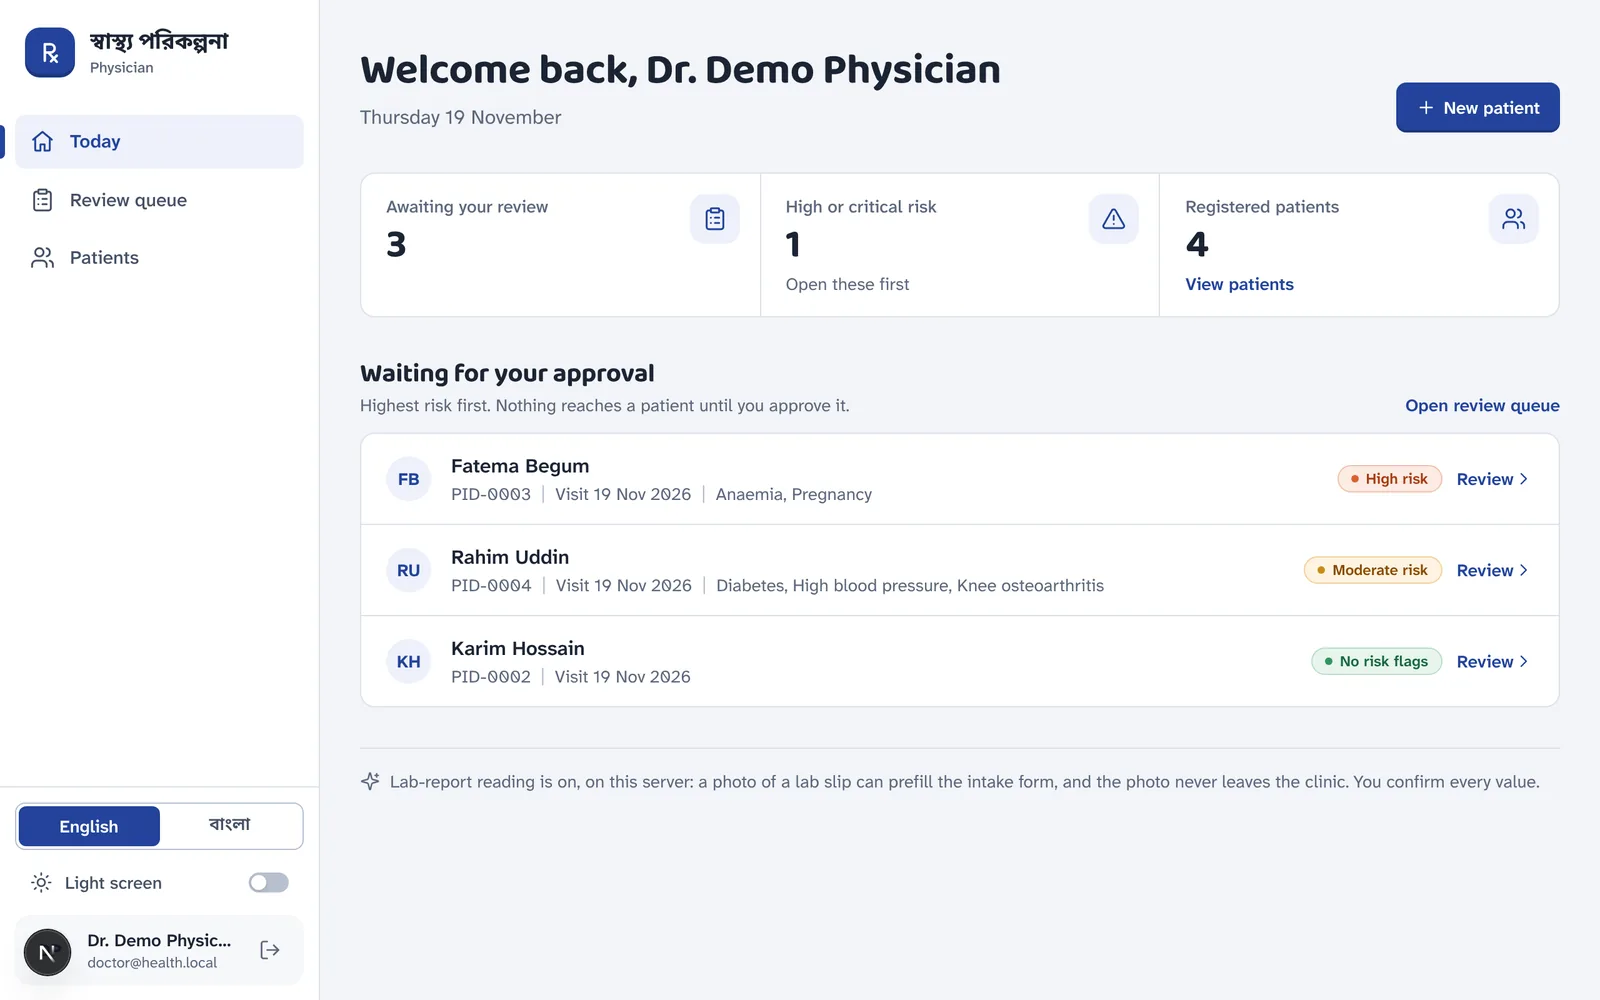 স্বাস্থ্য পরিকল্পনা
Physician
Today
Review queue
Patients
English
বাংলা
Light screen
Dr. Demo Physic...
doctor@health.local
Welcome back, Dr. Demo Physician
Thursday 19 November
+ New patient
Awaiting your review
3
High or critical risk
1
Open these first
Registered patients
4
View patients
Waiting for your approval
Highest risk first. Nothing reaches a patient until you approve it.
Open review queue
FB
Fatema Begum
PID-0003 | Visit 19 Nov 2026 | Anaemia, Pregnancy
High risk
Review
RU
Rahim Uddin
PID-0004 | Visit 19 Nov 2026 | Diabetes, High blood pressure, Knee osteoarthritis
Moderate risk
Review
KH
Karim Hossain
PID-0002 | Visit 19 Nov 2026
No risk flags
Review
Lab-report reading is on, on this server: a photo of a lab slip can prefill the intake form, and the photo never leaves the clinic. You confirm every value.